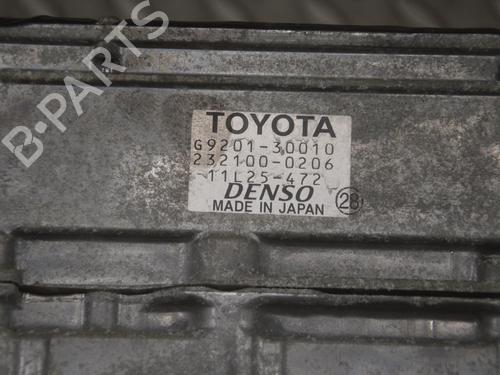 TOYOTA
G9201-30010
232100-0206
11L25-472
DENSO
MADE IN JAPAN 28
B-PARTS